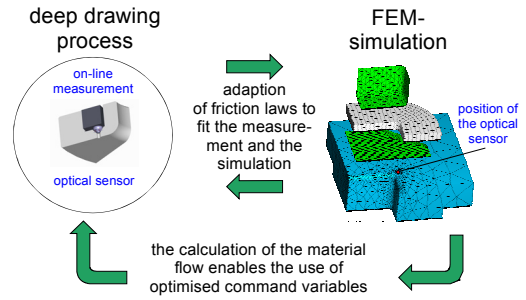 deep drawing
process
on-line
measurement
optical sensor
adaption
of friction laws to
fit the measure-
ment and the
simulation
FEM-
simulation
position of
the optical
sensor
the calculation of the material
flow enables the use of
optimised command variables